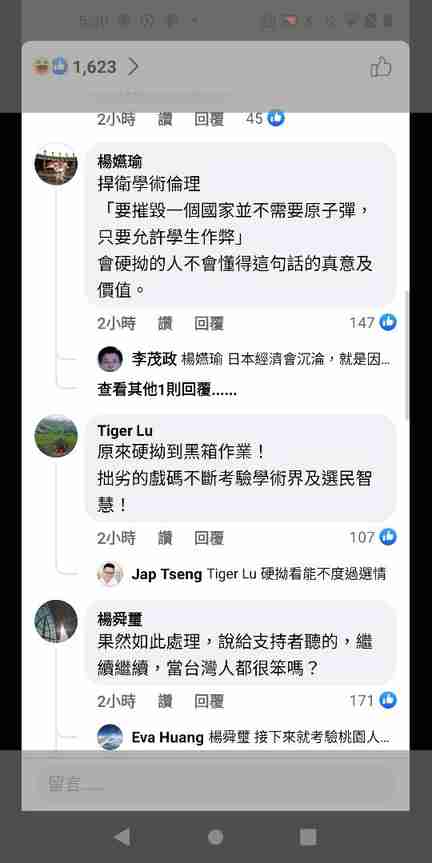 5:30
1,623
2小時 讚 回覆 45
楊嬿瑜
捍衛學術倫理
「要摧毀一個國家並不需要原子彈，
只要允許學生作弊」
會硬拗的人不會懂得這句話的真意及
價值。
2小時 讚 回覆 147
李茂政 楊嬿瑜 日本經濟會沉淪，就是因...
查看其他1則回覆......
Tiger Lu
原來硬拗到黑箱作業！
拙劣的戲碼不斷考驗學術界及選民智
慧！
2小時 讚 回覆 107
Jap Tseng Tiger Lu 硬拗看能不度過選情
楊舜璽
果然如此處理，說給支持者聽的，繼
續繼續，當台灣人都很笨嗎？
2小時 讚 回覆 171
Eva Huang 楊舜璽 接下來就考驗桃園人...
留言......